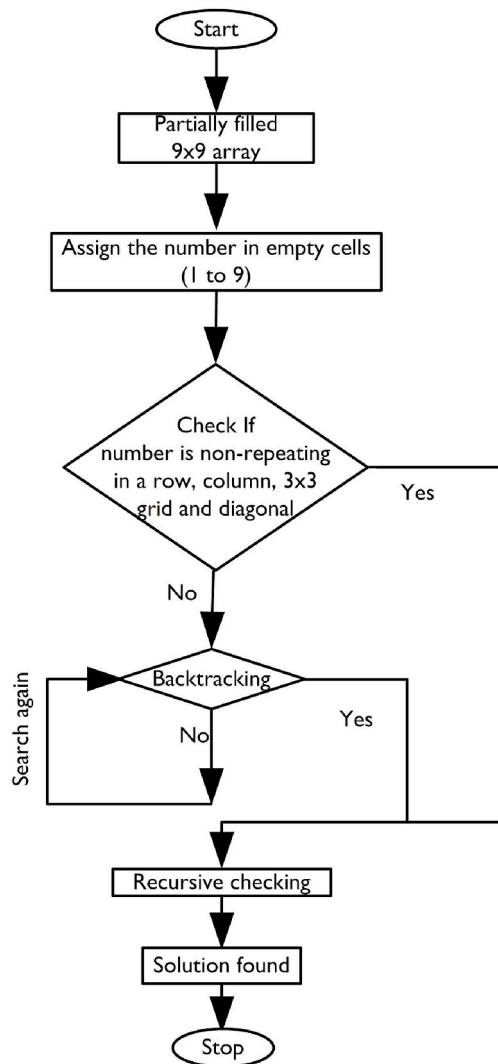 Start
Partially filled
9x9 array
Assign the number in empty cells
(1 to 9)
Check If
number is non-repeating
in a row, column, 3x3
grid and diagonal
Yes
No
Backtracking
Search again
No
Yes
Recursive checking
Solution found
Stop